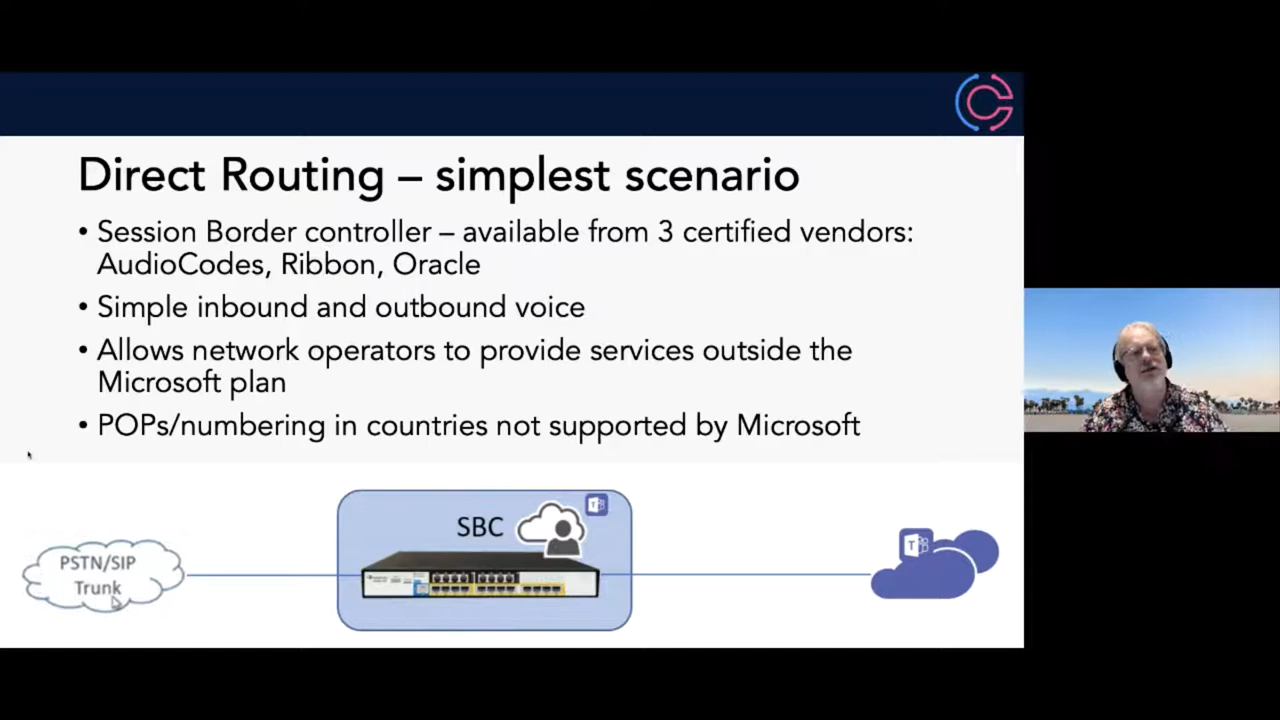 Direct Routing – simplest scenario
• Session Border controller – available from 3 certified vendors:
AudioCodes, Ribbon, Oracle
• Simple inbound and outbound voice
• Allows network operators to provide services outside the
Microsoft plan
• POPs/numbering in countries not supported by Microsoft
PSTN/SIP
Trunk
SBC
T
T